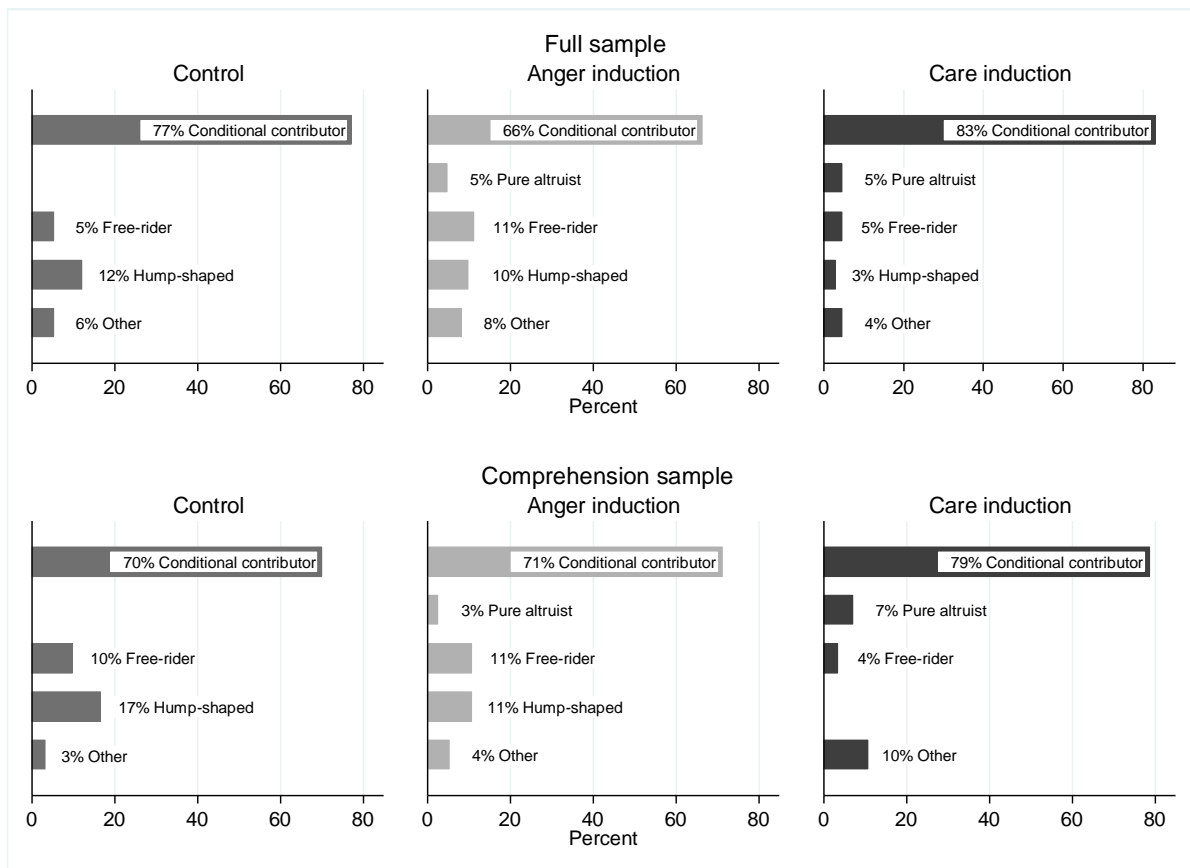 Full sample
Control
Anger induction
Care induction
77% Conditional contributor
66% Conditional contributor
83% Conditional contributor
5% Pure altruist
5% Pure altruist
5% Free-rider
11% Free-rider
5% Free-rider
12% Hump-shaped
10% Hump-shaped
3% Hump-shaped
6% Other
8% Other
4% Other
0 20 40 60 80
0 20 40 60 80
0 20 40 60 80
Percent
Comprehension sample
Control
Anger induction
Care induction
70% Conditional contributor
71% Conditional contributor
79% Conditional contributor
3% Pure altruist
7% Pure altruist
10% Free-rider
11% Free-rider
4% Free-rider
17% Hump-shaped
11% Hump-shaped
3% Other
4% Other
10% Other
0 20 40 60 80
0 20 40 60 80
0 20 40 60 80
Percent